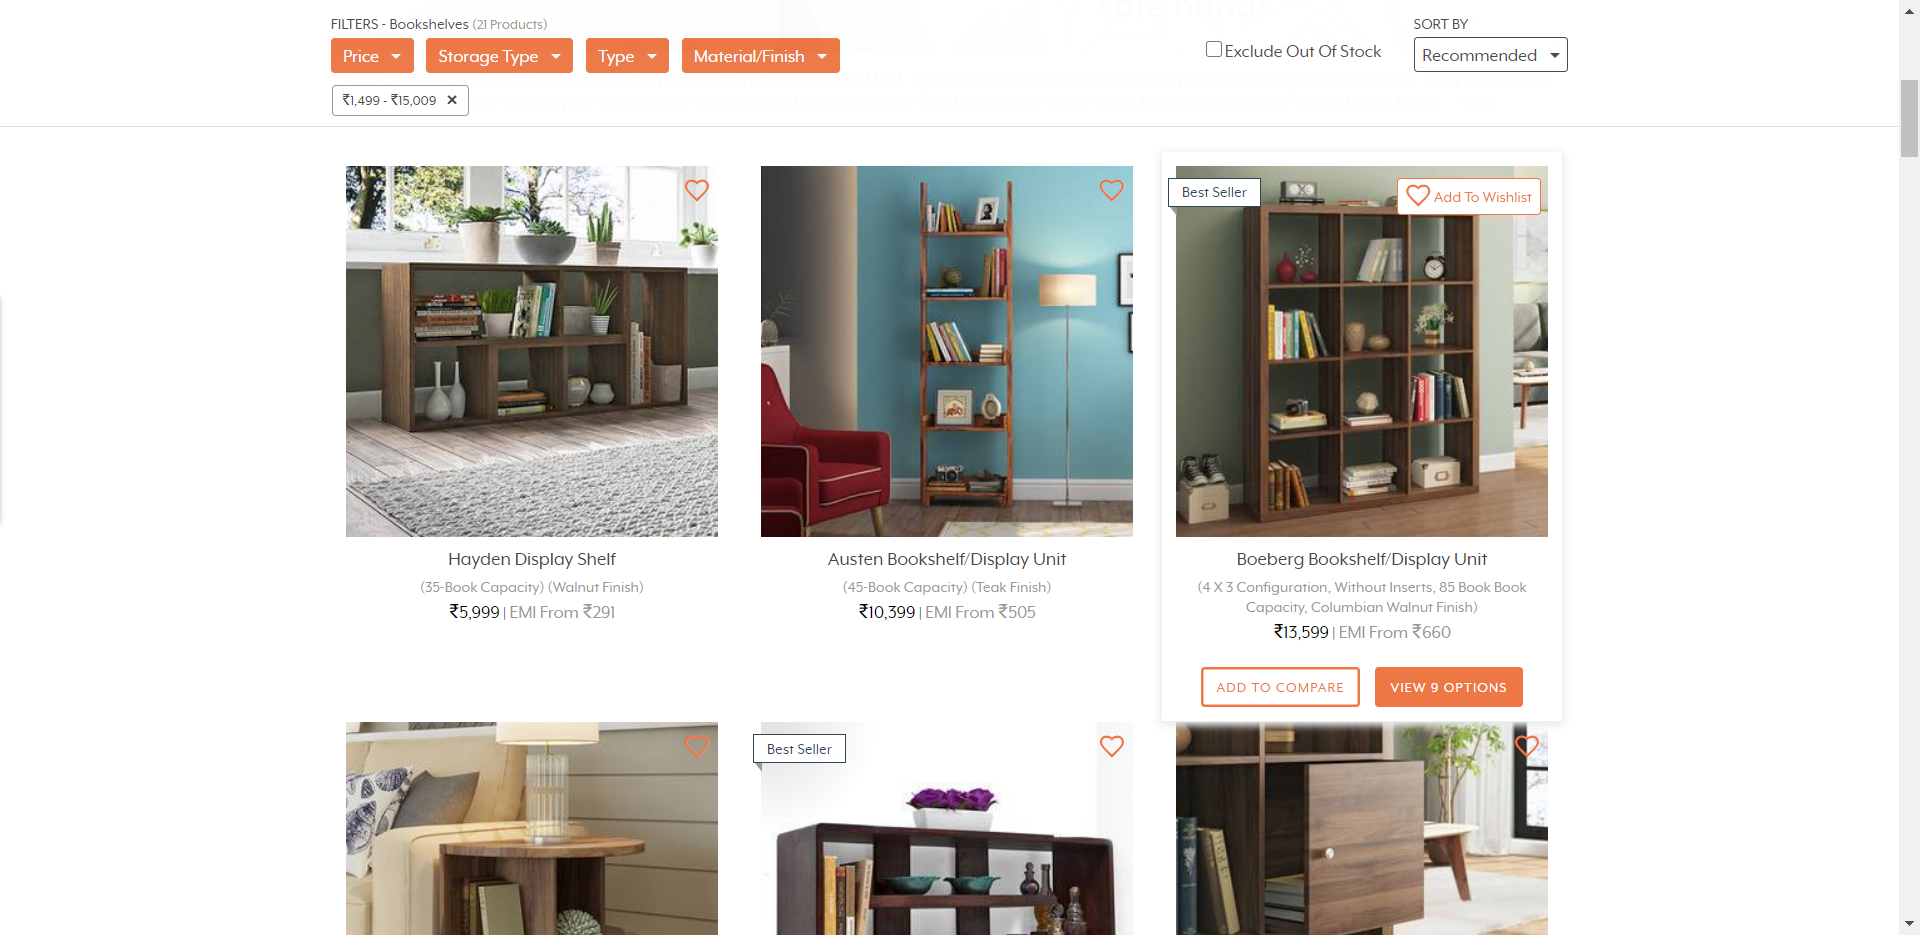 safe hands
FILTERS - Bookshelves (21 Products)
SORT BY
Price
Storage Type
Type
Material/Finish
Exclude Out Of Stock
Recommended
₹1,499 - ₹15,009 ✕
Best Seller
Add To Wishlist
Hayden Display Shelf
(35-Book Capacity) (Walnut Finish)
₹5,999 | EMI From ₹291
Austen Bookshelf/Display Unit
(45-Book Capacity) (Teak Finish)
₹10,399 | EMI From ₹505
Boeberg Bookshelf/Display Unit
(4 X 3 Configuration, Without Inserts, 85 Book Book
Capacity, Columbian Walnut Finish)
₹13,599 | EMI From ₹660
ADD TO COMPARE
VIEW 9 OPTIONS
Best Seller